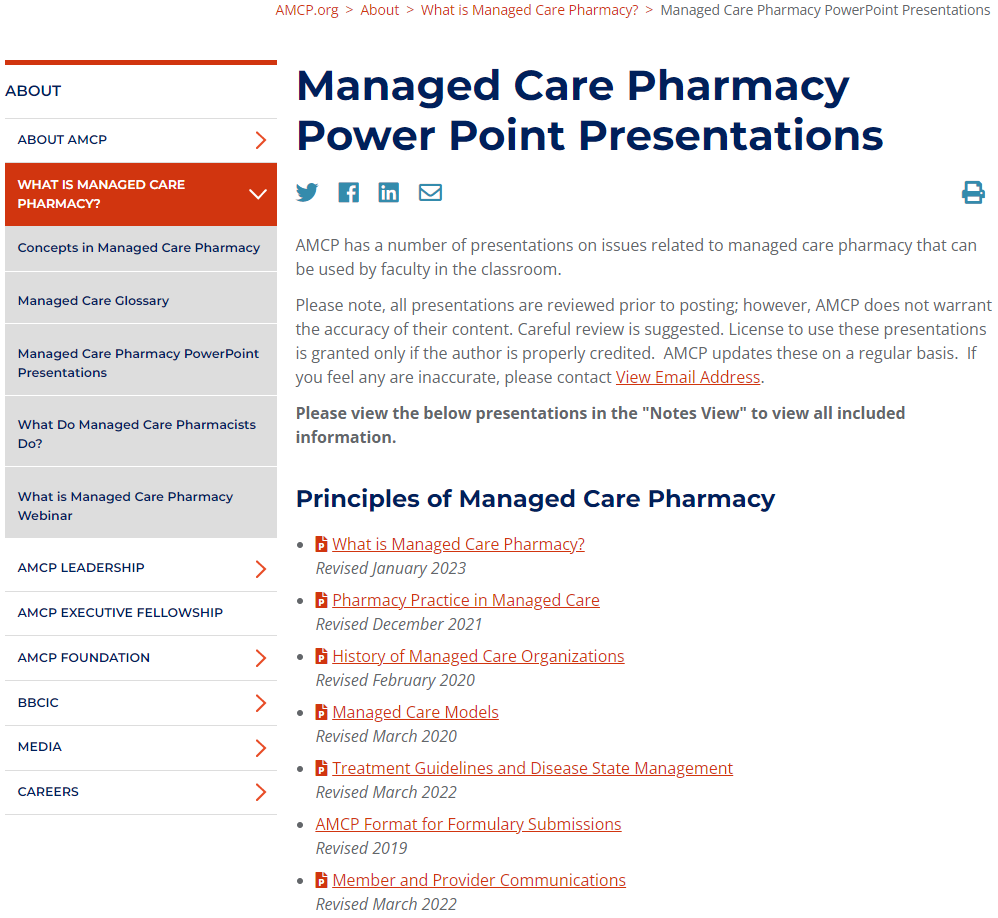 AMCP.org > About > What is Managed Care Pharmacy? > Managed Care Pharmacy PowerPoint Presentations
ABOUT
ABOUT AMCP
WHAT IS MANAGED CARE
PHARMACY?
Concepts in Managed Care Pharmacy
Managed Care Glossary
Managed Care Pharmacy PowerPoint
Presentations
What Do Managed Care Pharmacists
Do?
What is Managed Care Pharmacy
Webinar
AMCP LEADERSHIP
AMCP EXECUTIVE FELLOWSHIP
AMCP FOUNDATION
BBCIC
MEDIA
CAREERS
Managed Care Pharmacy
Power Point Presentations
AMCP has a number of presentations on issues related to managed care pharmacy that can
be used by faculty in the classroom.
Please note, all presentations are reviewed prior to posting; however, AMCP does not warrant
the accuracy of their content. Careful review is suggested. License to use these presentations
is granted only if the author is properly credited.  AMCP updates these on a regular basis.  If
you feel any are inaccurate, please contact View Email Address.
Please view the below presentations in the "Notes View" to view all included
information.
Principles of Managed Care Pharmacy
What is Managed Care Pharmacy?
Revised January 2023
Pharmacy Practice in Managed Care
Revised December 2021
History of Managed Care Organizations
Revised February 2020
Managed Care Models
Revised March 2020
Treatment Guidelines and Disease State Management
Revised March 2022
AMCP Format for Formulary Submissions
Revised 2019
Member and Provider Communications
Revised March 2022